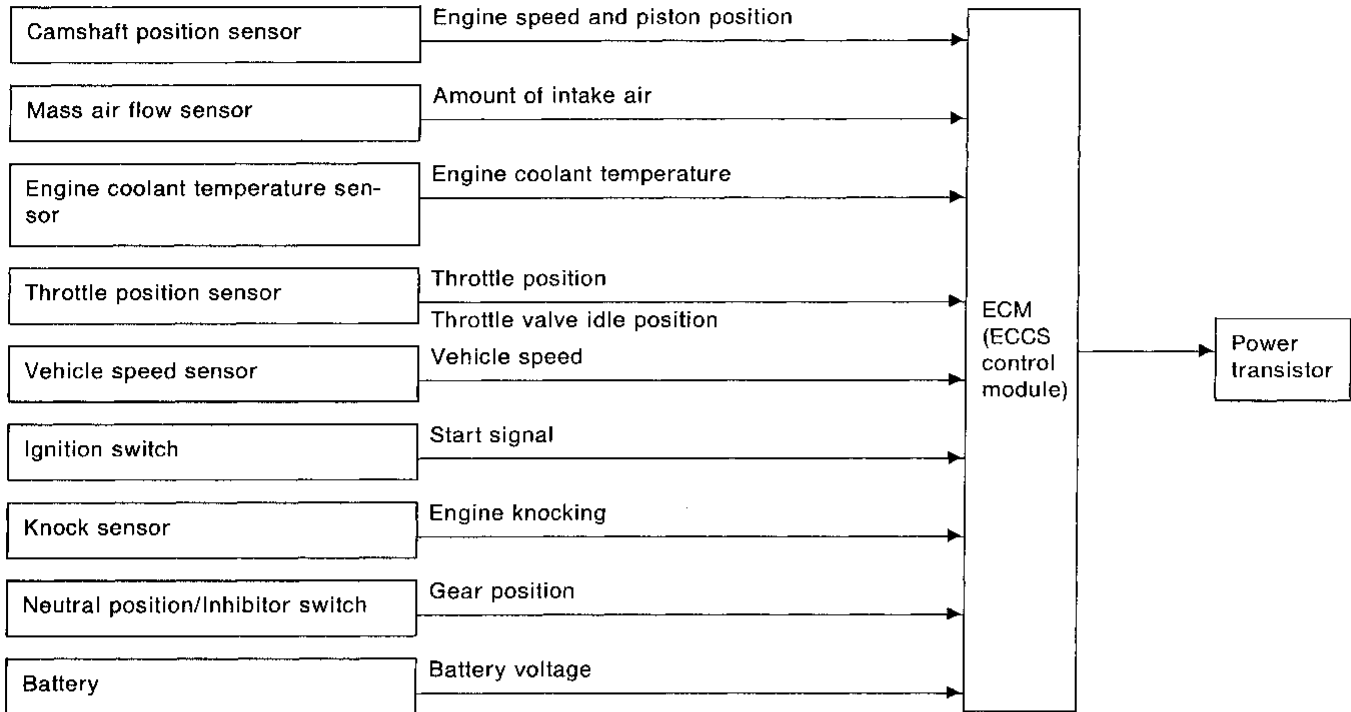 Camshaft position sensor
Engine speed and piston position
Mass air flow sensor
Amount of intake air
Engine coolant temperature sen-
sor
Engine coolant temperature
Throttle position sensor
Throttle position
Throttle valve idle position
Vehicle speed sensor
Vehicle speed
Ignition switch
Start signal
Knock sensor
Engine knocking
Neutral position/Inhibitor switch
Gear position
Battery
Battery voltage
ECM
(ECCS
control
module)
Power
transistor